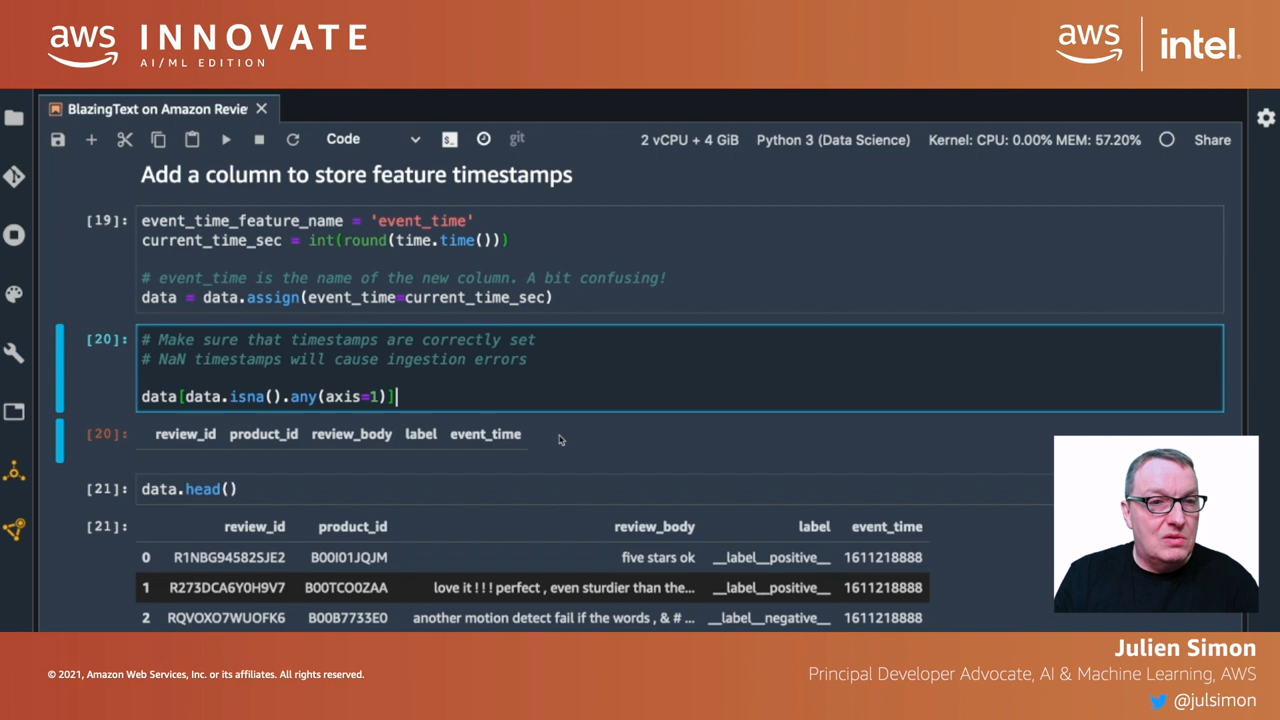 aws INNOVATE
AI/ML EDITION
aws intel.
BlazingText on Amazon Revie
Code
git
2 vCPU + 4 GiB
Python 3 (Data Science)
Kernel: CPU: 0.00% MEM: 57.20%
Share
Add a column to store feature timestamps
[19]: event_time_feature_name = 'event_time'
current_time_sec = int(round(time.time()))
# event_time is the name of the new column. A bit confusing!
data = data.assign(event_time=current_time_sec)
[20]: # Make sure that timestamps are correctly set
# NaN timestamps will cause ingestion errors
data[data.isna().any(axis=1)]
[20]: review_id product_id review_body label event_time
[21]: data.head()
[21]: review_id product_id review_body label event_time
0 R1NBG94582SJE2 B00I01JQJM five stars ok __label__positive__ 1611218888
1 R273DCA6Y0H9V7 B00TCO0ZAA love it ! ! ! perfect , even sturdier than the... __label__positive__ 1611218888
2 RQVOXO7WUOFK6 B00B7733E0 another motion detect fail if the words , & # ... __label__negative__ 1611218888
Julien Simon
Principal Developer Advocate, AI & Machine Learning, AWS
@julsimon
© 2021, Amazon Web Services, Inc. or its affiliates. All rights reserved.